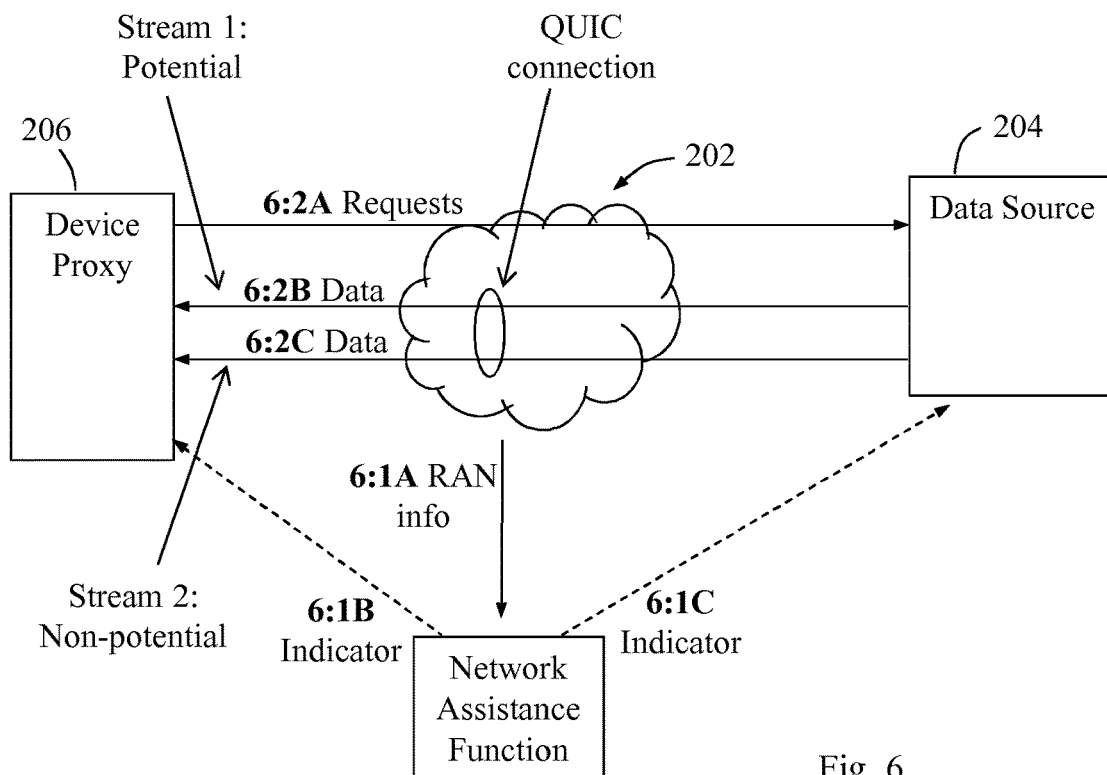 Stream 1:
Potential
QUIC
connection
206
202
204
Device
Proxy
6:2A Requests
Data Source
6:2B Data
6:2C Data
6:1A RAN
info
Stream 2:
Non-potential
6:1B
Indicator
6:1C
Indicator
Network
Assistance
Function
Fig. 6